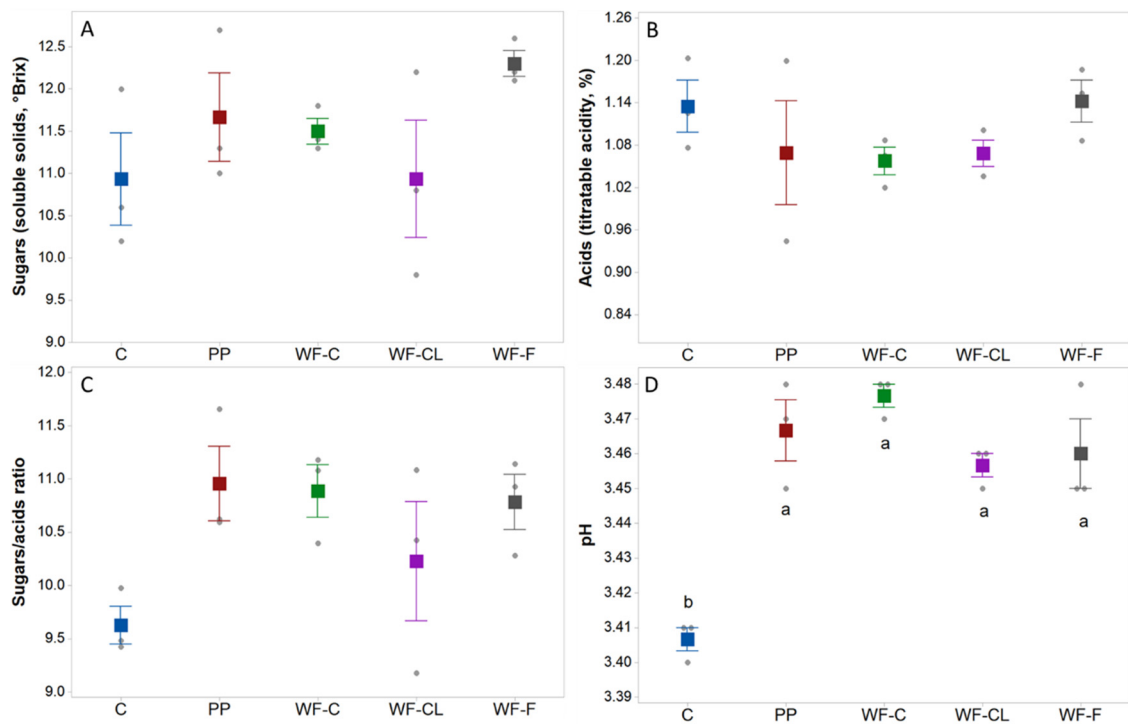 A
Sugars (soluble solids, °Brix)
12.5
12.0
11.5
11.0
10.5
10.0
9.5
9.0
C PP WF-C WF-CL WF-F
B
Acids (titratable acidity, %)
1.26
1.20
1.14
1.08
1.02
0.96
0.90
0.84
C PP WF-C WF-CL WF-F
C
Sugars/acids ratio
12.0
11.5
11.0
10.5
10.0
9.5
9.0
C PP WF-C WF-CL WF-F
D
pH
3.48
3.47
3.46
3.45
3.44
3.43
3.42
3.41
3.40
3.39
b
a
a
a
a
C PP WF-C WF-CL WF-F